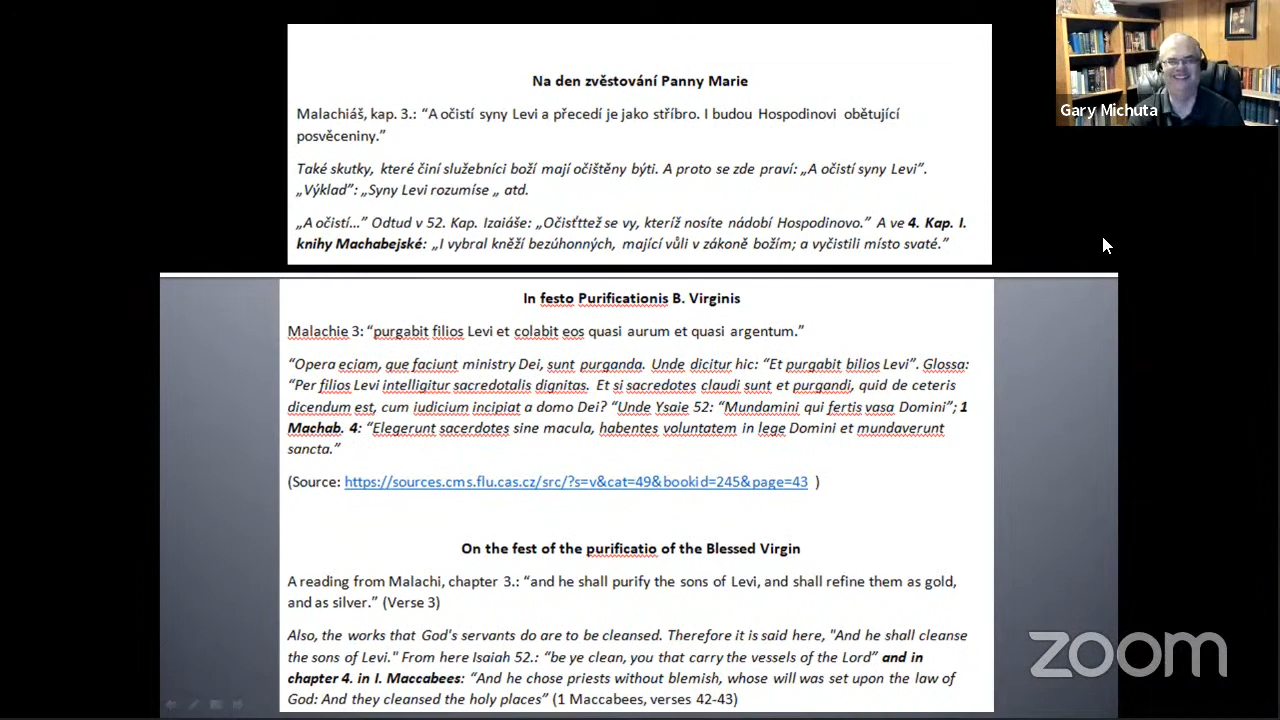 Na den zvěstování Panny Marie
Malachiáš, kap. 3.: “A očistí syny Levi a přecedí je jako stříbro. I budou Hospodinovi obětující
posvěceniny.”
Také skutky, které činí služebníci boží mají očištěny býti. A proto se zde praví: „A očistí syny Levi”.
„Výklad”: „Syny Levi rozumíse „ atd.
„A očistí...” Odtud v 52. Kap. Izaiáše: „Očisťttež se vy, kteríž nosíte nádobí Hospodinovo.” A ve 4. Kap. I.
knihy Machabejské: „I vybral kněží bezúhonných, mající vůli v zákoně božím; a vyčistili místo svaté.”
In festo Purificationis B. Virginis
Malachie 3: “purgabit filios Levi et colabit eos quasi aurum et quasi argentum.”
“Opera eciam, que faciunt ministry Dei, sunt purganda. Unde dicitur hic: “Et purgabit bilios Levi”. Glossa:
“Per filios Levi intelligitur sacredotalis dignitas. Et si sacredotes claudi sunt et purgandi, quid de ceteris
dicendum est, cum iudicium incipiat a domo Dei? “Unde Ysaie 52: “Mundamini qui fertis vasa Domini”; 1
Machab. 4: “Elegerunt sacerdotes sine macula, habentes voluntatem in lege Domini et mundaverunt
sancta.”
(Source: https://sources.cms.flu.cas.cz/src/?s=v&cat=49&bookid=245&page=43 )
On the fest of the purificatio of the Blessed Virgin
A reading from Malachi, chapter 3.: “and he shall purify the sons of Levi, and shall refine them as gold,
and as silver.” (Verse 3)
Also, the works that God's servants do are to be cleansed. Therefore it is said here, "And he shall cleanse
the sons of Levi." From here Isaiah 52.: “be ye clean, you that carry the vessels of the Lord” and in
chapter 4. in I. Maccabees: “And he chose priests without blemish, whose will was set upon the law of
God: And they cleansed the holy places” (1 Maccabees, verses 42-43)
Gary Michuta
zoom